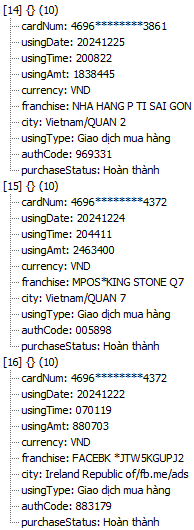 [14] {} (10)
cardNum: 4696********3861
usingDate: 20241225
usingTime: 200822
usingAmt: 1838445
currency: VND
franchise: NHA HANG P TI SAI GON
city: Vietnam/QUAN 2
usingType: Giao dịch mua hàng
authCode: 969331
purchaseStatus: Hoàn thành
[15] {} (10)
cardNum: 4696********4372
usingDate: 20241224
usingTime: 204411
usingAmt: 2463400
currency: VND
franchise: MPOS*KING STONE Q7
city: Vietnam/QUAN 7
usingType: Giao dịch mua hàng
authCode: 005898
purchaseStatus: Hoàn thành
[16] {} (10)
cardNum: 4696********4372
usingDate: 20241222
usingTime: 070119
usingAmt: 880703
currency: VND
franchise: FACEBK *JTW5KGUPJ2
city: Ireland Republic of/fb.me/ads
usingType: Giao dịch mua hàng
authCode: 883179
purchaseStatus: Hoàn thành